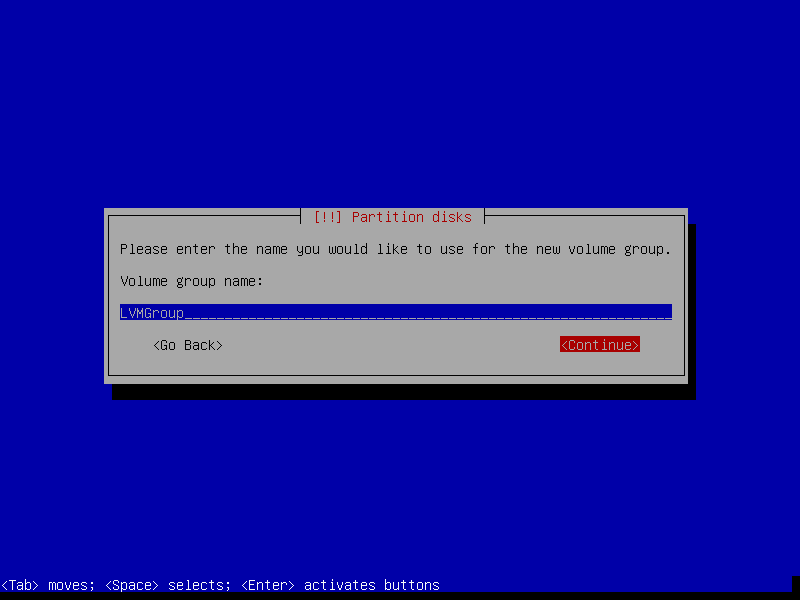 [!!] Partition disks
Please enter the name you would like to use for the new volume group.
Volume group name:
LVMGroup
<Go Back> <Continue>
<Tab> moves; <Space> selects; <Enter> activates buttons